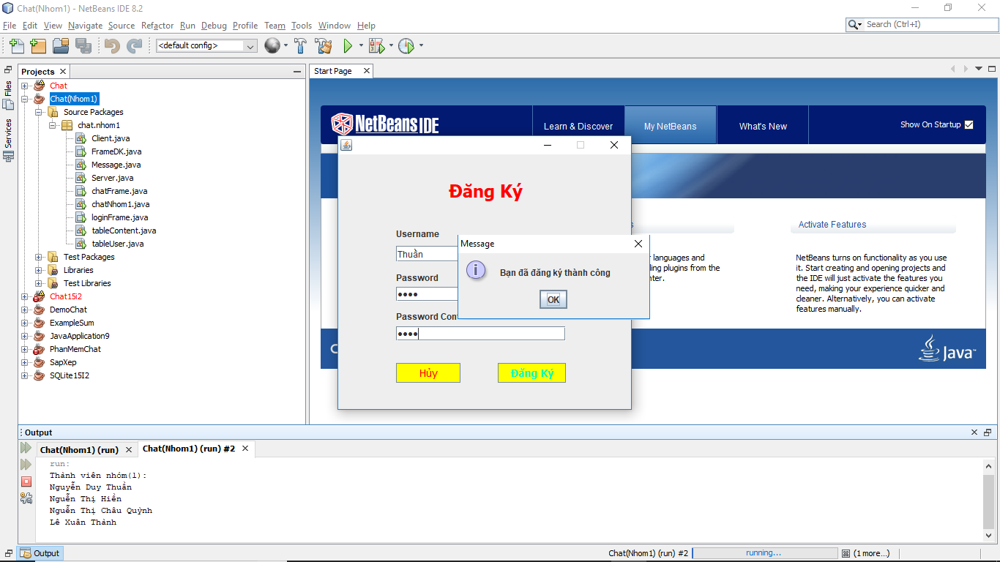 Chat(Nhom1) - NetBeans IDE 8.2
File Edit View Navigate Source Refactor Run Debug Profile Team Tools Window Help
Search (Ctrl+I)
<default config>
Files
Services
Projects
Chat
Chat(Nhom1)
Source Packages
chat.nhom1
Client.java
FrameDK.java
Message.java
Server.java
chatFrame.java
chatNhom1.java
loginFrame.java
tableContent.java
tableUser.java
Test Packages
Libraries
Test Libraries
Chat15i2
DemoChat
ExampleSum
JavaApplication9
PhanMemChat
SapXep
SQLite15I2
Start Page
NetBeans IDE
Learn & Discover
My NetBeans
What's New
Show On Startup
Đăng Ký
Username
Thuần
Password
••••
Password Con
••••
Hủy
Đăng Ký
Message
Bạn đã đăng ký thành công
OK
languages and
ding plugins from the
nter.
Activate Features
NetBeans turns on functionality as you use
it. Start creating and opening projects and
the IDE will just activate the features you
need, making your experience quicker and
cleaner. Alternatively, you can activate
features manually.
Java™
Output
Chat(Nhom1) (run)
Chat(Nhom1) (run) #2
run:
Thành viên nhóm(1):
Nguyễn Duy Thuần
Nguễn Thị Hiền
Nguễn Thị Châu Quỳnh
Lê Xuân Thành
Output
Chat(Nhom1) (run) #2
running...
(1 more...)